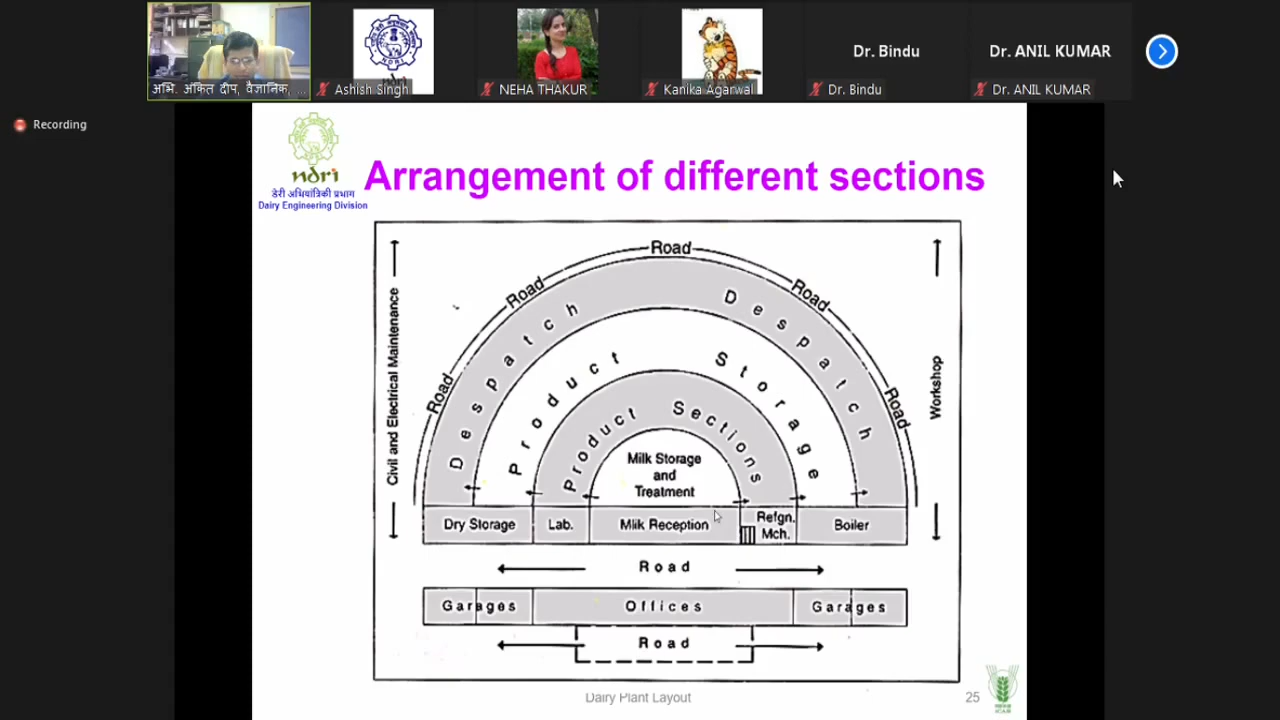 अभि. अंकित दीप, वैज्ञानिक, ...
Ashish Singh
NEHA THAKUR
Kanika Agarwal
Dr. Bindu
Dr. Bindu
Dr. ANIL KUMAR
Dr. ANIL KUMAR
NDRI
ndri
Recording
ndri
डेरी अभियांत्रिकी प्रभाग
Dairy Engineering Division
Arrangement of different sections
Road
Road
Road
Road
Road
Despatch
Despatch
Product Storage
Product Sections
Milk Storage
and
Treatment
Civil and Electrical Maintenance
Workshop
Dry Storage
Lab.
Milk Reception
Refgn.
Mch.
Boiler
Road
Garages
Offices
Garages
Road
Dairy Plant Layout
25
ICAR